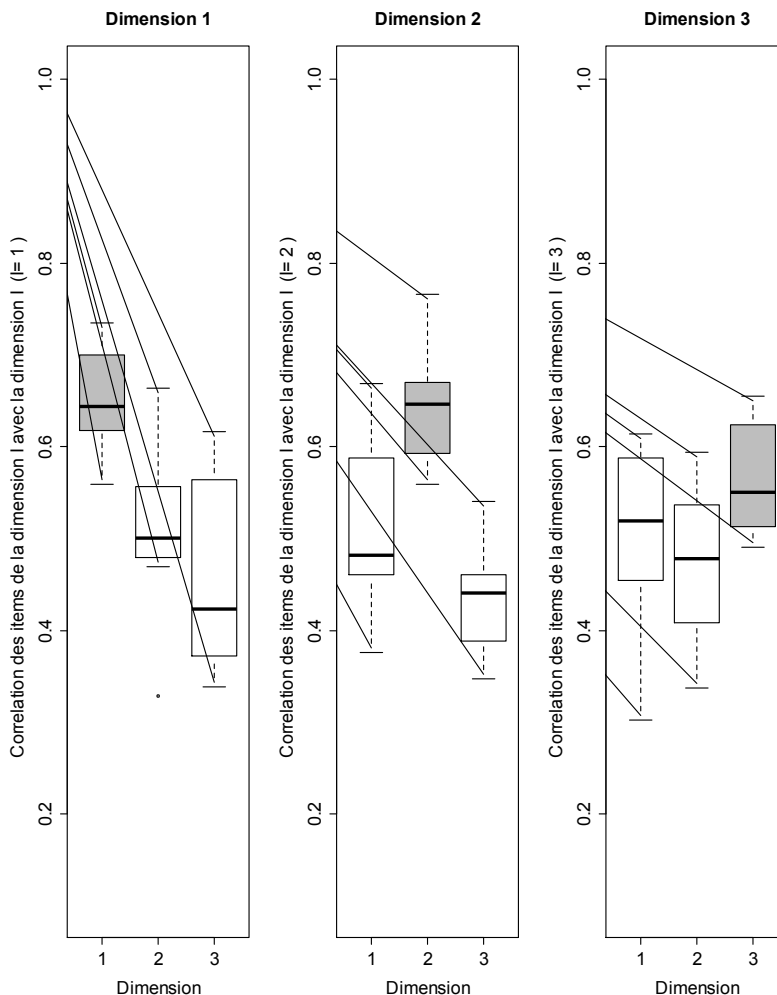 Dimension 1
Correlation des items de la dimension l avec la dimension l (l= 1 )
1.0
0.8
0.6
0.4
0.2
1 2 3
Dimension
Dimension 2
Correlation des items de la dimension l avec la dimension l (l= 2 )
1.0
0.8
0.6
0.4
0.2
1 2 3
Dimension
Dimension 3
Correlation des items de la dimension l avec la dimension l (l= 3 )
1.0
0.8
0.6
0.4
0.2
1 2 3
Dimension